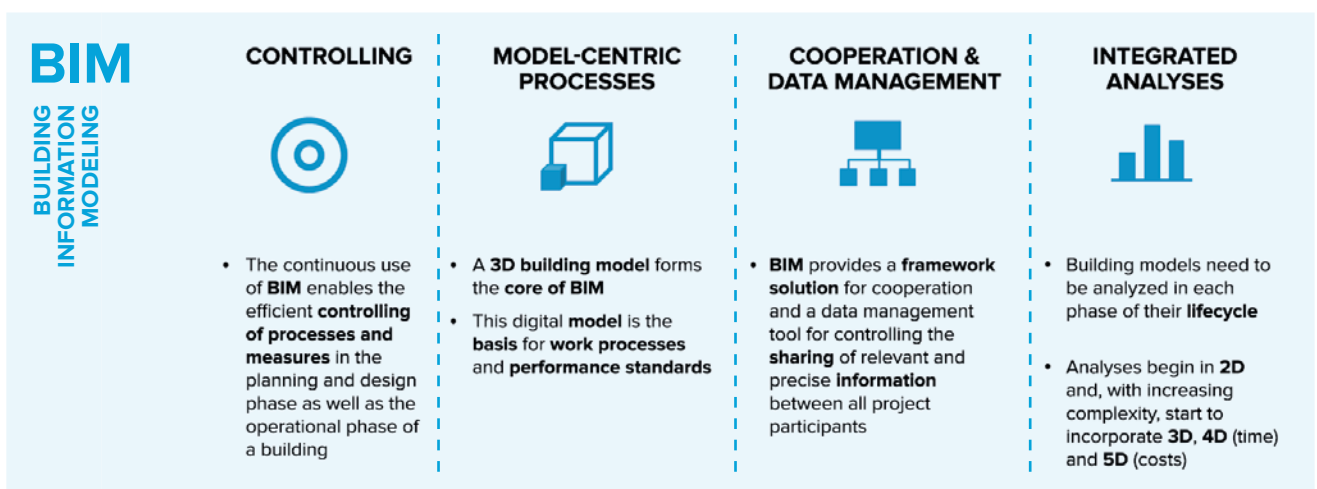 BIM
BUILDING
INFORMATION
MODELING
CONTROLLING
• The continuous use
of BIM enables the
efficient controlling
of processes and
measures in the
planning and design
phase as well as the
operational phase of
a building
MODEL-CENTRIC
PROCESSES
• A 3D building model forms
the core of BIM
• This digital model is the
basis for work processes
and performance standards
COOPERATION &
DATA MANAGEMENT
• BIM provides a framework
solution for cooperation
and a data management
tool for controlling the
sharing of relevant and
precise information
between all project
participants
INTEGRATED
ANALYSES
• Building models need to
be analyzed in each
phase of their lifecycle
• Analyses begin in 2D
and, with increasing
complexity, start to
incorporate 3D, 4D (time)
and 5D (costs)